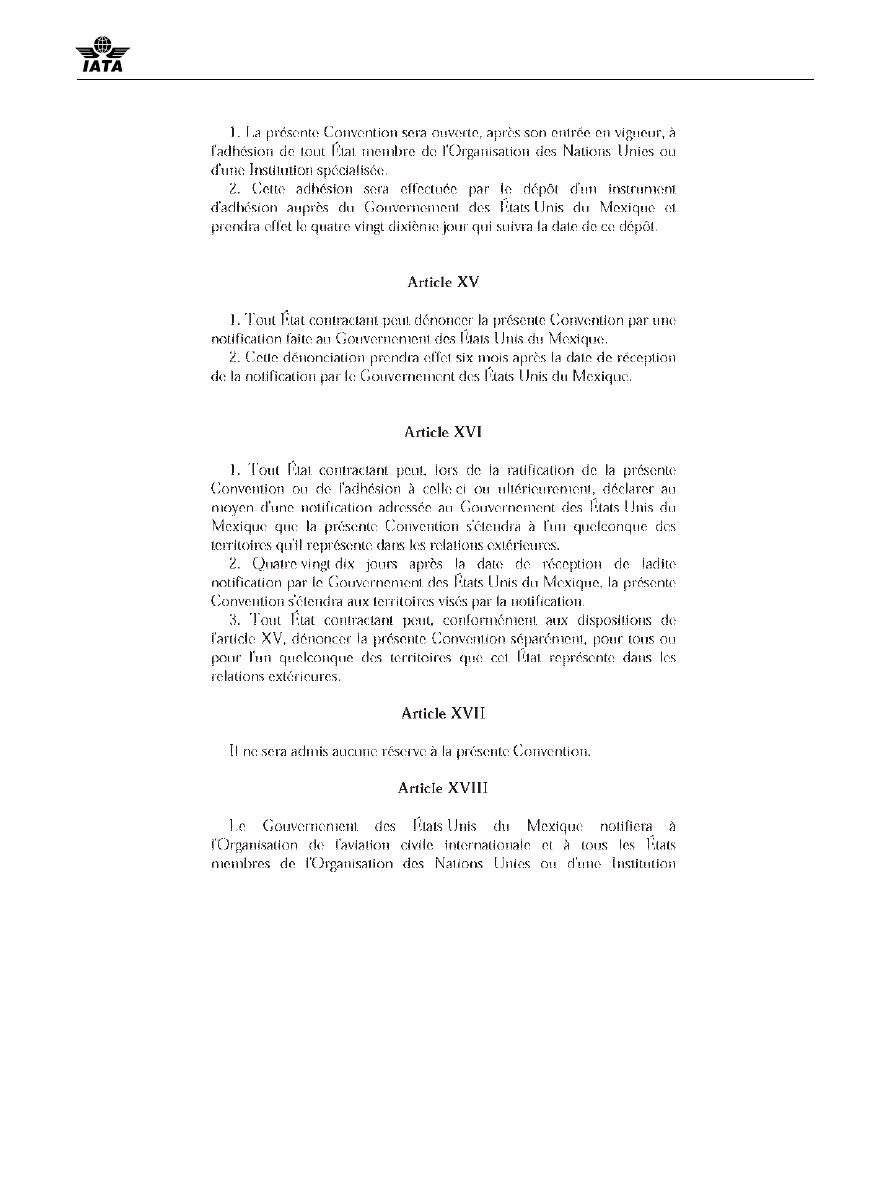 IATA
1. La présente Convention sera ouverte, après son entrée en vigueur, à
l'adhésion de tout État membre de l'Organisation des Nations Unies ou
d'une Institution spécialisée.
2. Cette adhésion sera effectuée par le dépôt d'un instrument
d'adhésion auprès du Gouvernement des États Unis du Mexique et
prendra effet le quatre vingt dixième jour qui suivra la date de ce dépôt.
Article XV
1. Tout État contractant peut dénoncer la présente Convention par une
notification faite au Gouvernement des États Unis du Mexique.
2. Cette dénonciation prendra effet six mois après la date de réception
de la notification par le Gouvernement des États Unis du Mexique.
Article XVI
1. Tout État contractant peut, lors de la ratification de la présente
Convention ou de l'adhésion à celle ci ou ultérieurement, déclarer au
moyen d'une notification adressée au Gouvernement des États Unis du
Mexique que la présente Convention s'étendra à l'un quelconque des
territoires qu'il représente dans les relations extérieures.
2. Quatre vingt dix jours après la date de réception de ladite
notification par le Gouvernement des États Unis du Mexique, la présente
Convention s'étendra aux territoires visés par la notification.
3. Tout État contractant peut, conformément aux dispositions de
l'article XV, dénoncer la présente Convention séparément, pour tous ou
pour l'un quelconque des territoires que cet État représente dans les
relations extérieures.
Article XVII
Il ne sera admis aucune réserve à la présente Convention.
Article XVIII
Le Gouvernement des États Unis du Mexique notifiera à
l'Organisation de l'aviation civile internationale et à tous les États
membres de l'Organisation des Nations Unies ou d'une Institution